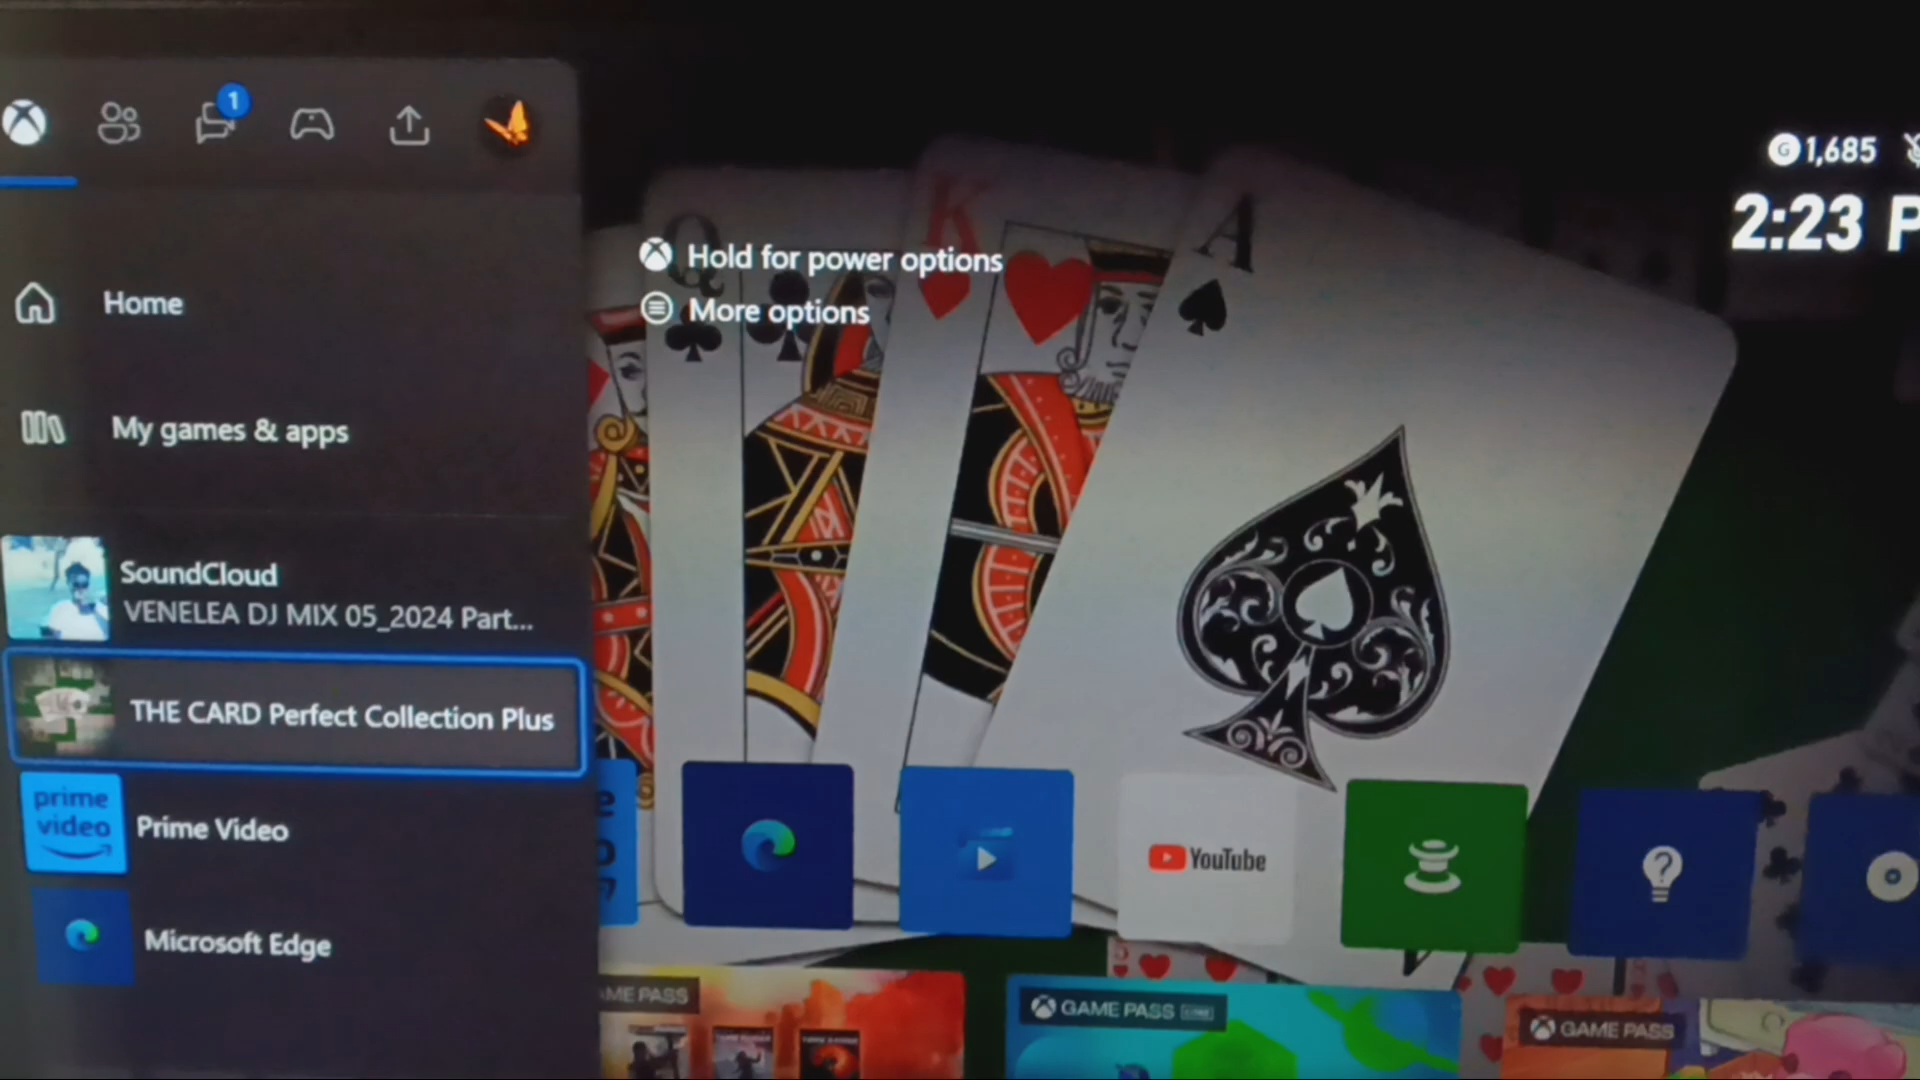 1
1,685
2:23 P
Hold for power options
More options
Home
My games & apps
SoundCloud
VENELEA DJ MIX 05_2024 Part...
THE CARD Perfect Collection Plus
prime
video
Prime Video
Microsoft Edge
Q
K
A
YouTube
GAME PASS
GAME PASS